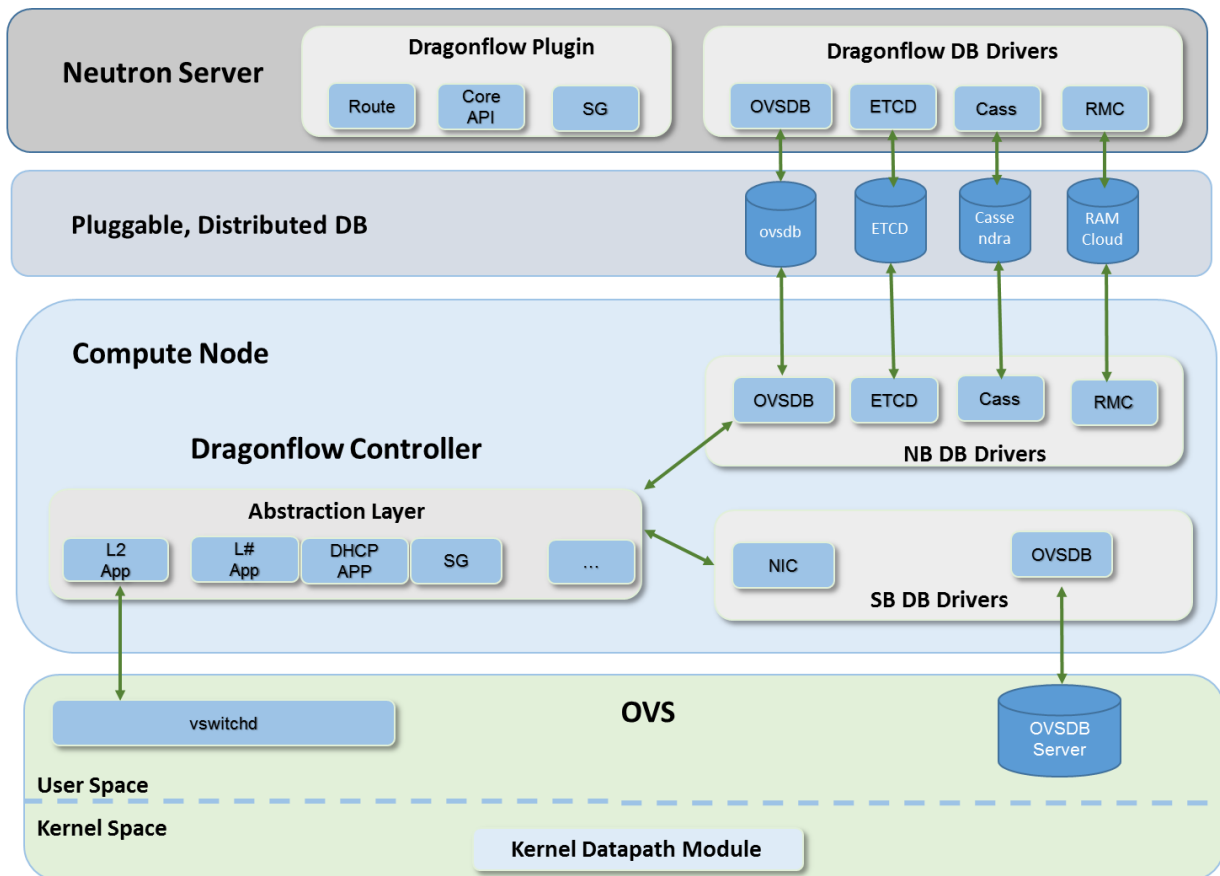 Neutron Server
Dragonflow Plugin
Route
Core
API
SG
Dragonflow DB Drivers
OVSDB
ETCD
Cass
RMC
Pluggable, Distributed DB
ovsdb
ETCD
Casse
ndra
RAM
Cloud
Compute Node
OVSDB
ETCD
Cass
RMC
NB DB Drivers
Dragonflow Controller
Abstraction Layer
L2
App
L#
App
DHCP
APP
SG
...
NIC
OVSDB
SB DB Drivers
OVS
vswitchd
OVSDB
Server
User Space
Kernel Space
Kernel Datapath Module